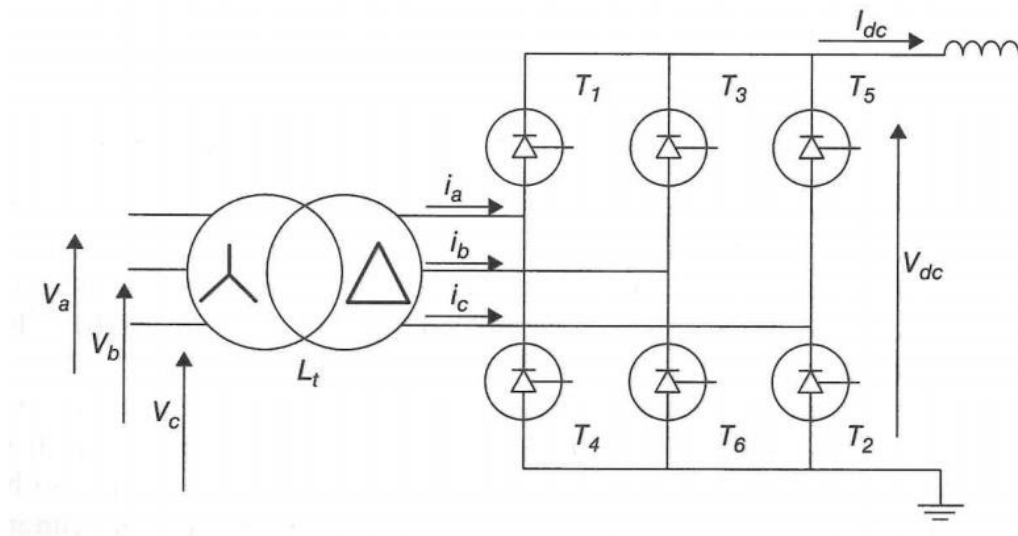 I_dc
T_1
T_3
T_5
i_a
i_b
i_c
V_a
V_b
V_c
L_t
V_dc
T_4
T_6
T_2